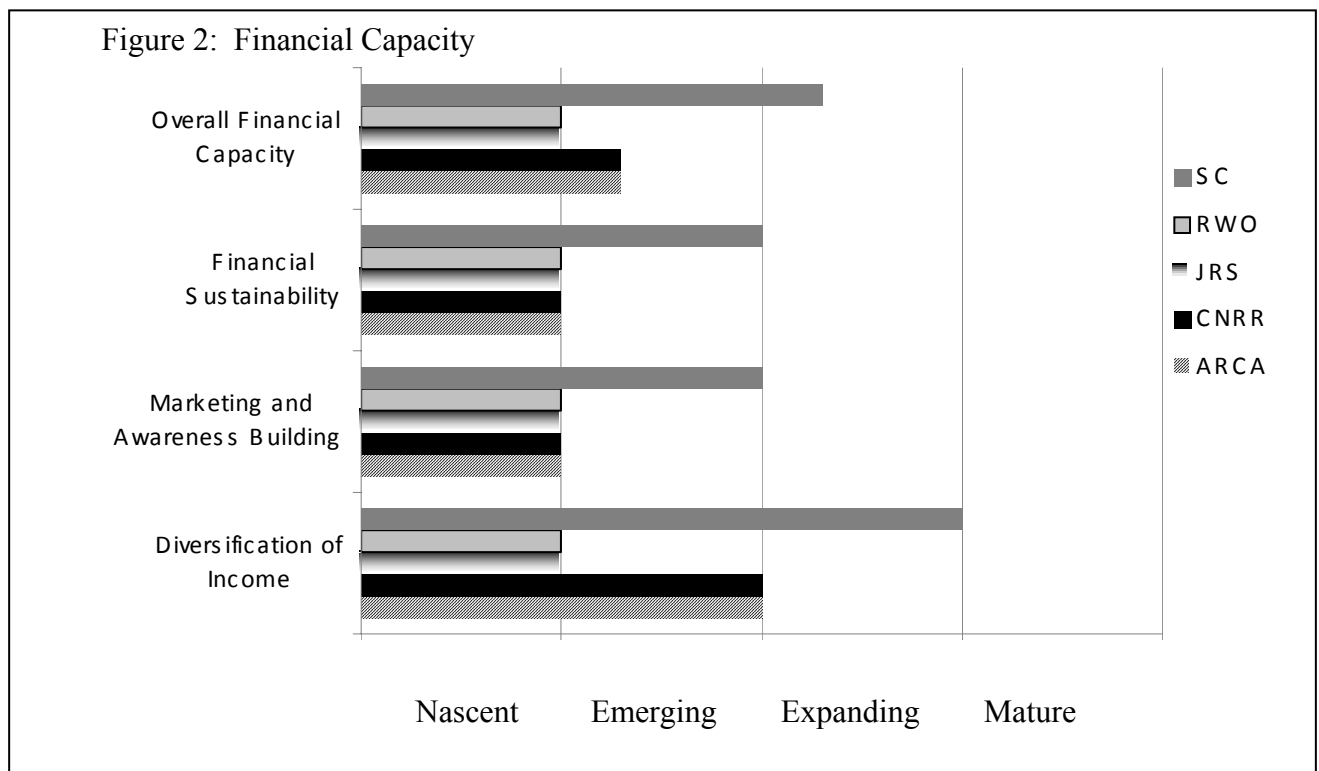 Figure 2: Financial Capacity
Overall Financial
Capacity
Financial
Sustainability
Marketing and
Awareness Building
Diversification of
Income
SC
RWO
JRS
CNRR
ARCA
Nascent Emerging Expanding Mature